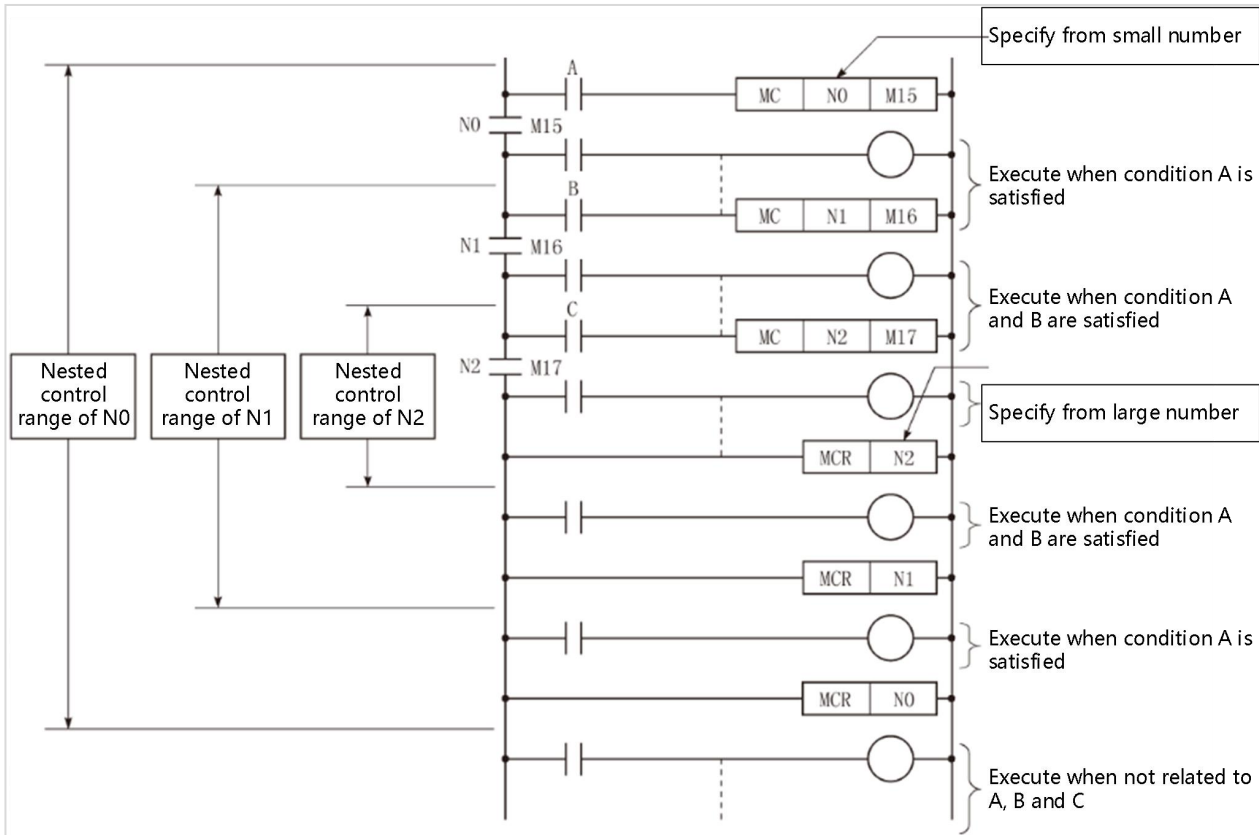 Specify from small number
A
MC N0 M15
N0 M15
Execute when condition A is
satisfied
B
MC N1 M16
N1 M16
Execute when condition A
and B are satisfied
C
MC N2 M17
N2 M17
Nested
control
range of N0
Nested
control
range of N1
Nested
control
range of N2
Specify from large number
MCR N2
Execute when condition A
and B are satisfied
MCR N1
Execute when condition A is
satisfied
MCR N0
Execute when not related to
A, B and C